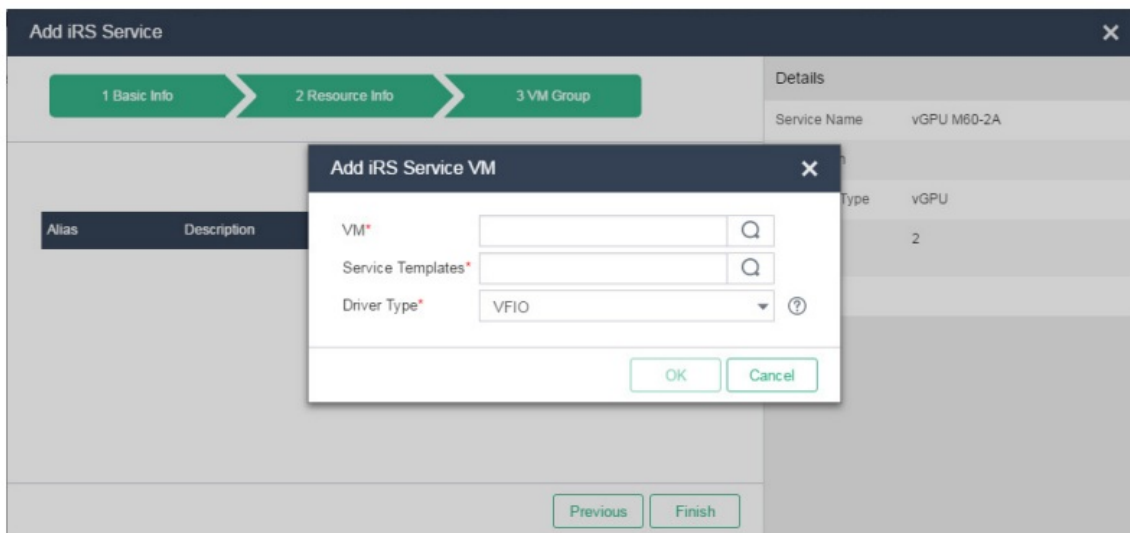 Add iRS Service
1 Basic Info
2 Resource Info
3 VM Group
Details
Service Name vGPU M60-2A
Type vGPU
2
Alias Description
Add iRS Service VM
VM*
Service Templates*
Driver Type* VFIO
OK Cancel
Previous Finish